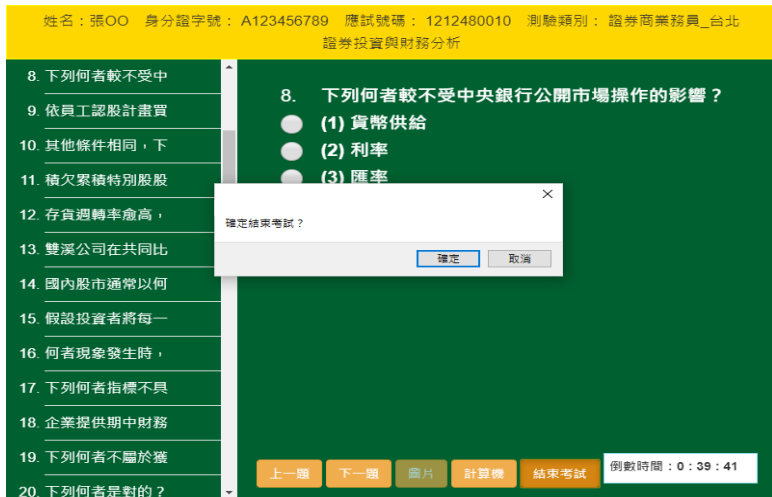 姓名：張OO 身分證字號： A123456789 應試號碼： 1212480010 測驗類別： 證券商業務員_台北
證券投資與財務分析
8. 下列何者較不受中
9. 依員工認股計畫買
10. 其他條件相同，下
11. 積欠累積特別股股
12. 存貨週轉率愈高，
13. 雙溪公司在共同比
14. 國內股市通常以何
15. 假設投資者將每一
16. 何者現象發生時，
17. 下列何者指標不具
18. 企業提供期中財務
19. 下列何者不屬於獲
20. 下列何者是對的？
8. 下列何者較不受中央銀行公開市場操作的影響？
(1) 貨幣供給
(2) 利率
(3) 匯率
確定結束考試？
確定 取消
上一題 下一題 圖片 計算機 結束考試 倒數時間：0：39：41